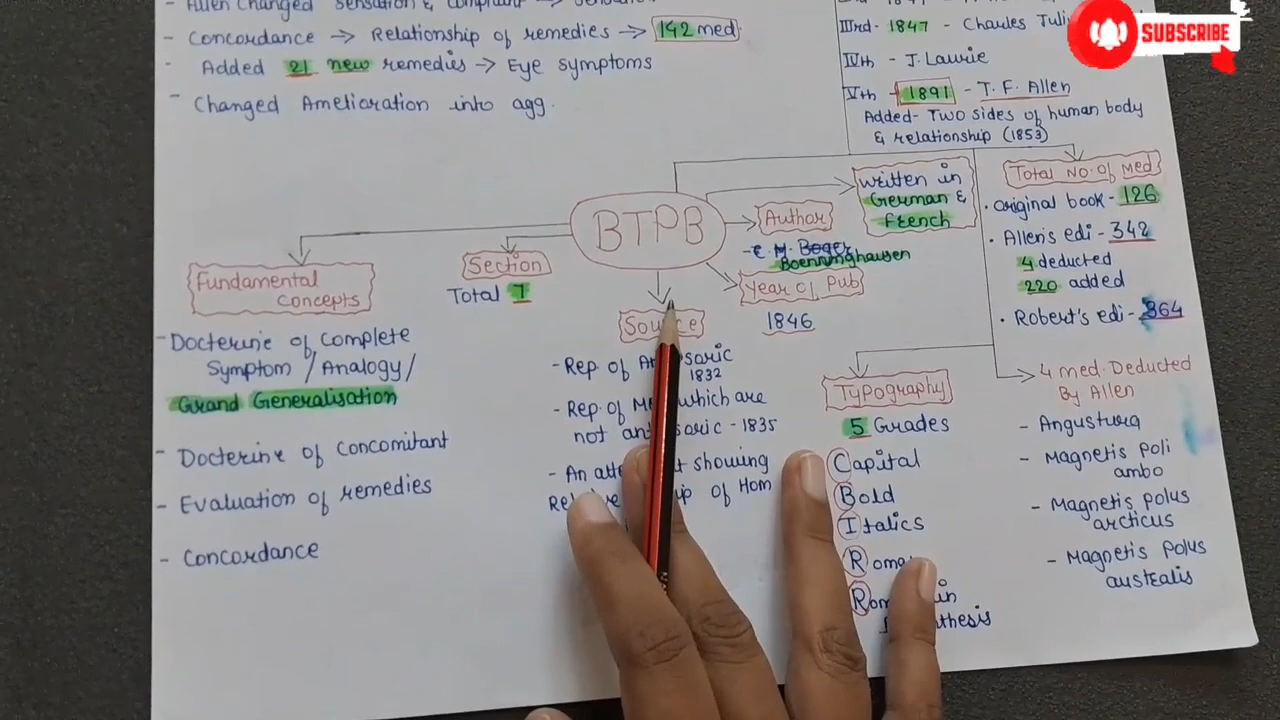 - Concordance → Relationship of remedies → 142 med
- Added 21 new remedies → Eye symptoms
- Changed Amelioration into agg.
IIIrd - 1847 - Charles Juli
IVth - J. Laurie
Vth - 1891 - T. F. Allen
Added - Two sides of human body
& relationship (1853)
SUBSCRIBE
BTPB
Fundamental
Concepts
- Docterine of Complete
Symptom / Analogy /
Grand Generalisation
- Docterine of Concomitant
- Evaluation of remedies
- Concordance
Section
Total 7
Source
- Rep. of
1832
- Rep. of which are
not soric - 1835
- An showing
of Hom
Written in
German &
French
Author
- C. M. Boger
Boenninghausen
Year of Pub
1846
Total No. of Med
• Original book - 126
• Allen's edi - 342
4 deducted
220 added
• Robert's edi - 364
Typography
5 Grades
Capital
Bold
Italics
4 med. Deducted
By Allen
- Angustura
- Magnetis Poli
ambo
- Magnetis Polus
arcticus
- Magnetis Polus
australis